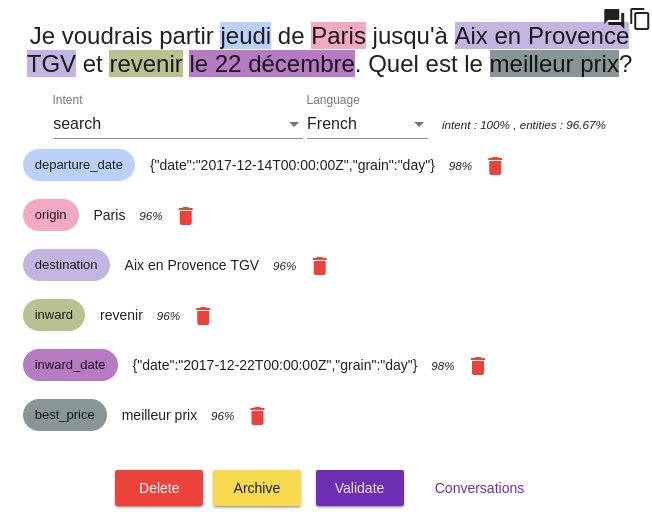 Je voudrais partir jeudi de Paris jusqu'à Aix en Provence
TGV et revenir le 22 décembre. Quel est le meilleur prix?
Intent Language
search French intent : 100% , entities : 96.67%
departure_date {"date":"2017-12-14T00:00:00Z","grain":"day"} 98%
origin Paris 96%
destination Aix en Provence TGV 96%
inward revenir 96%
inward_date {"date":"2017-12-22T00:00:00Z","grain":"day"} 98%
best_price meilleur prix 96%
Delete Archive Validate Conversations